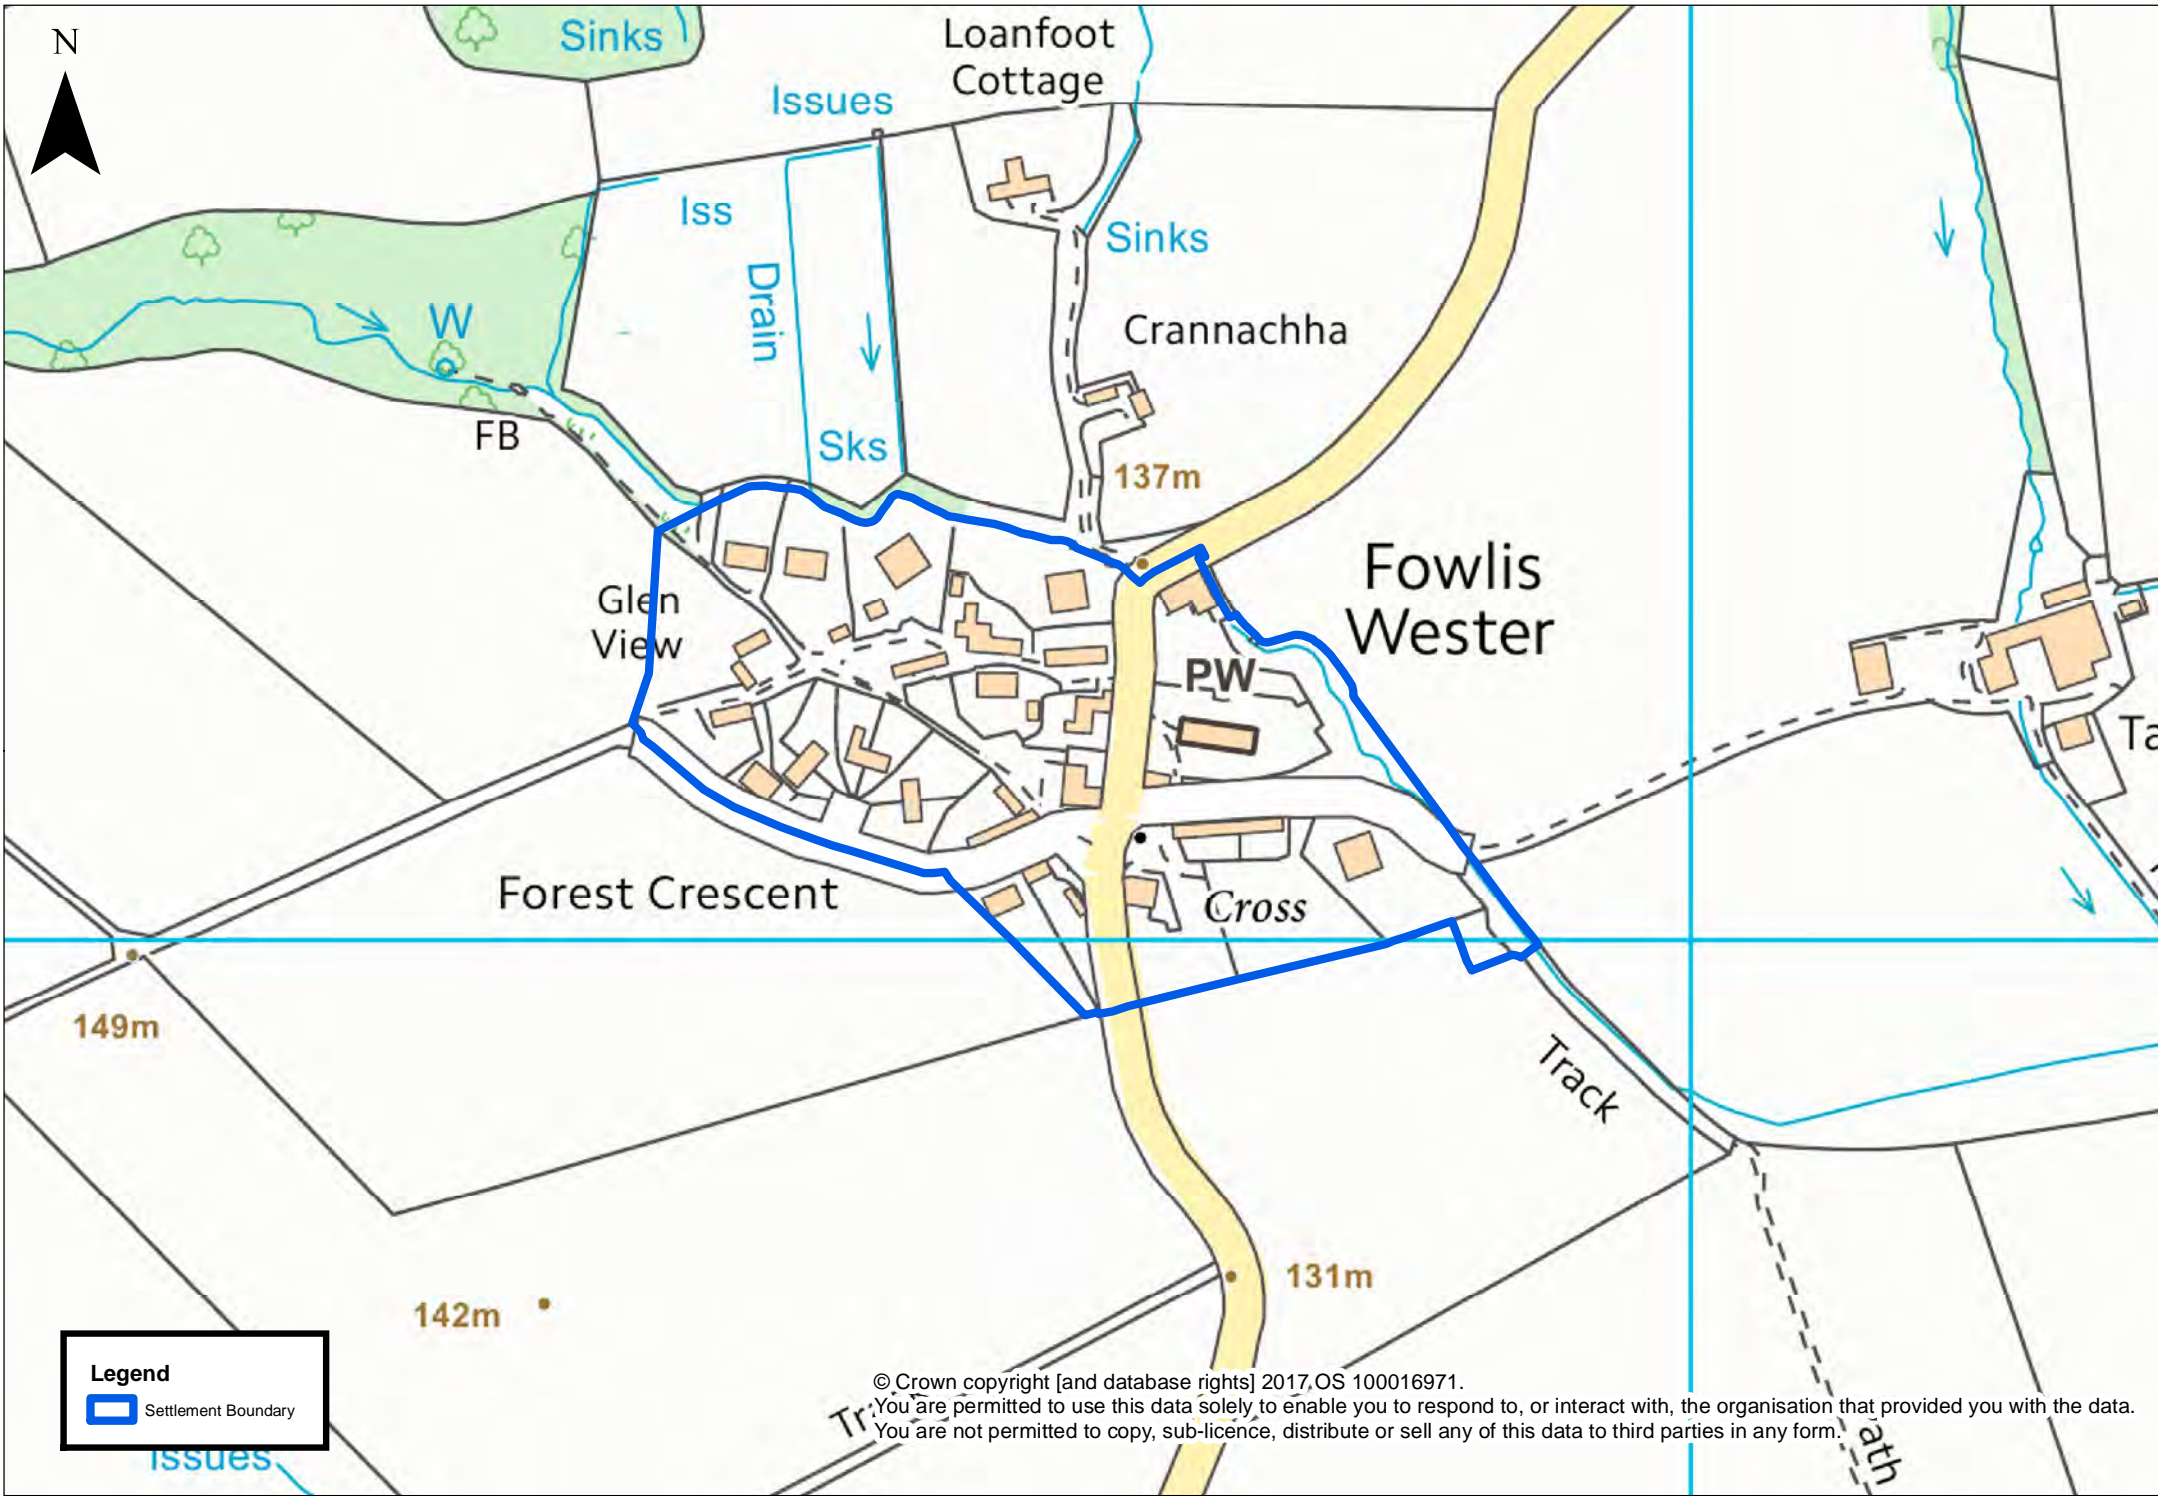 N
Sinks
Loanfoot
Cottage
Issues
Iss
Drain
Sinks
W
Crannachha
FB
Sks
137m
Fowlis
Wester
Glen
View
PW
Ta
Forest Crescent
Cross
149m
Track
131m
142m
Legend
Settlement Boundary
Issues
Tr
ath
© Crown copyright [and database rights] 2017 OS 100016971.
You are permitted to use this data solely to enable you to respond to, or interact with, the organisation that provided you with the data.
You are not permitted to copy, sub-licence, distribute or sell any of this data to third parties in any form.